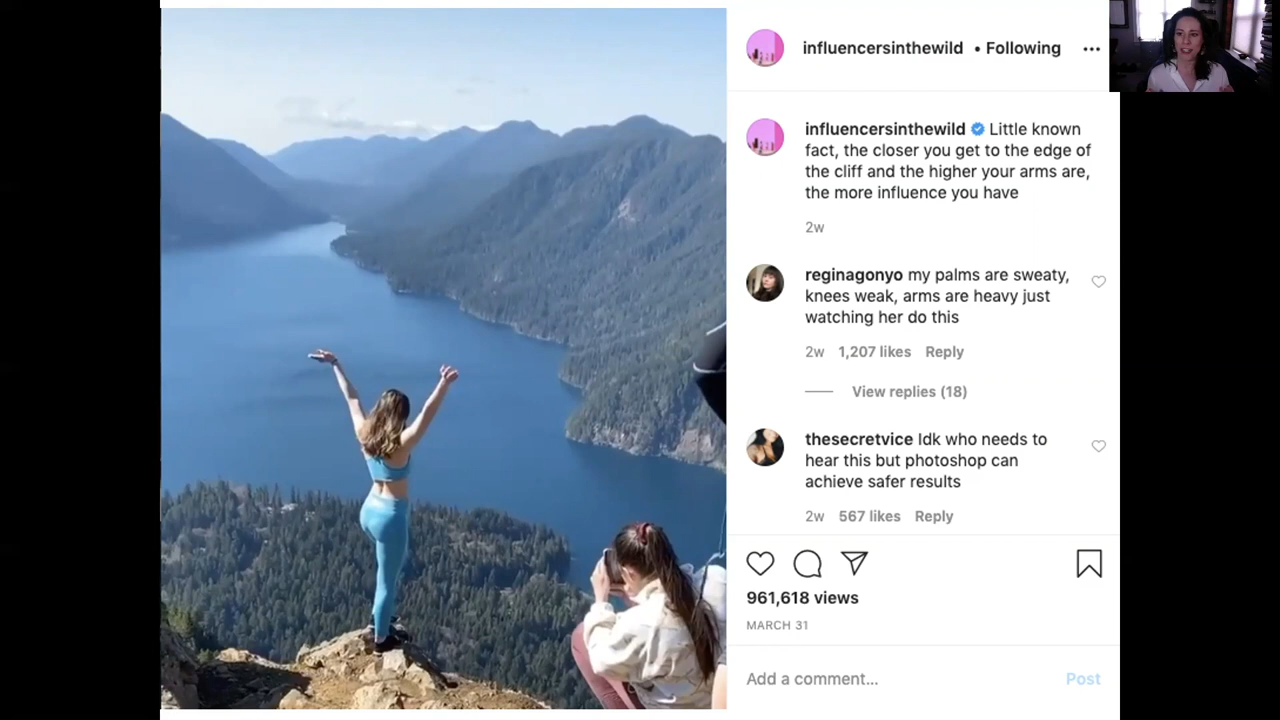 influencersinthewild • Following •••
influencersinthewild Little known
fact, the closer you get to the edge of
the cliff and the higher your arms are,
the more influence you have
2w
reginagonyo my palms are sweaty,
knees weak, arms are heavy just
watching her do this
2w 1,207 likes Reply
View replies (18)
thesecretvice Idk who needs to
hear this but photoshop can
achieve safer results
2w 567 likes Reply
961,618 views
MARCH 31
Add a comment... Post